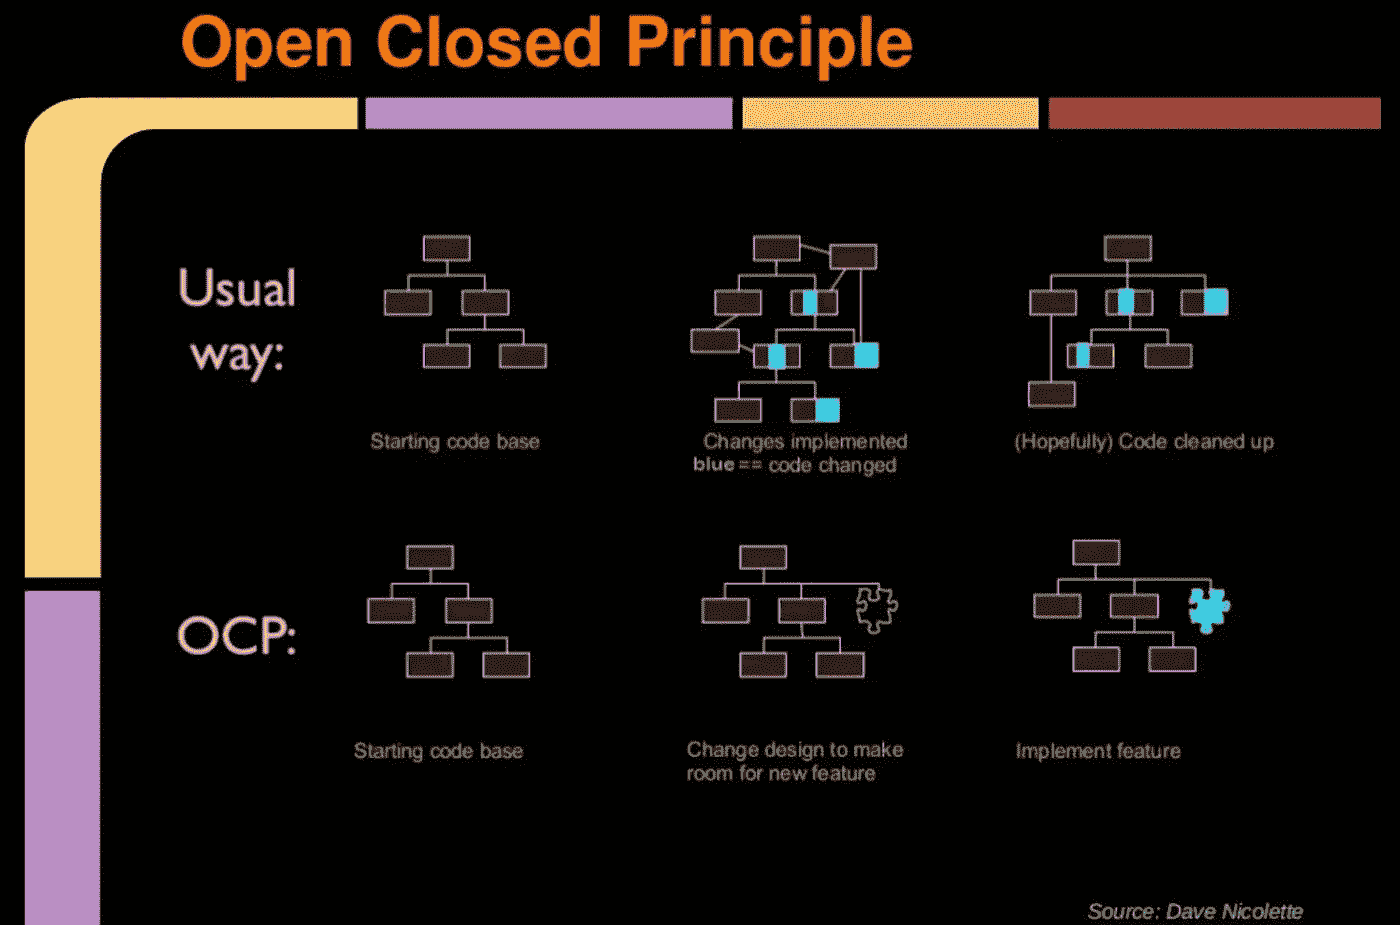 Open Closed Principle
Usual
way:
Starting code base
Changes implemented
blue == code changed
(Hopefully) Code cleaned up
OCP:
Starting code base
Change design to make
room for new feature
Implement feature
Source: Dave Nicolette